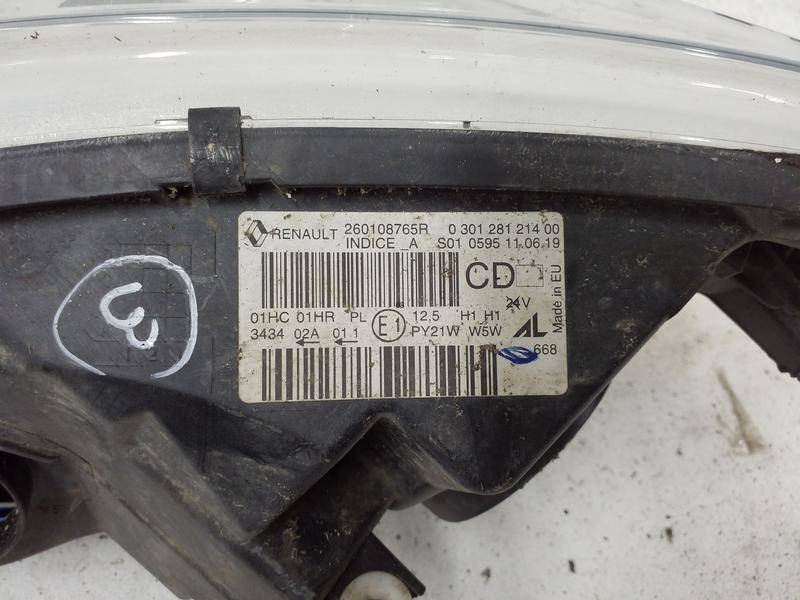 RENAULT 260108765R 0 301 281 214 00
INDICE _A S01 0595 11.06.19
CD
24V
Made in EU
01HC 01HR PL E1 12,5 H1 H1
3434 02A 01 1 PY21W W5W AL
668
3